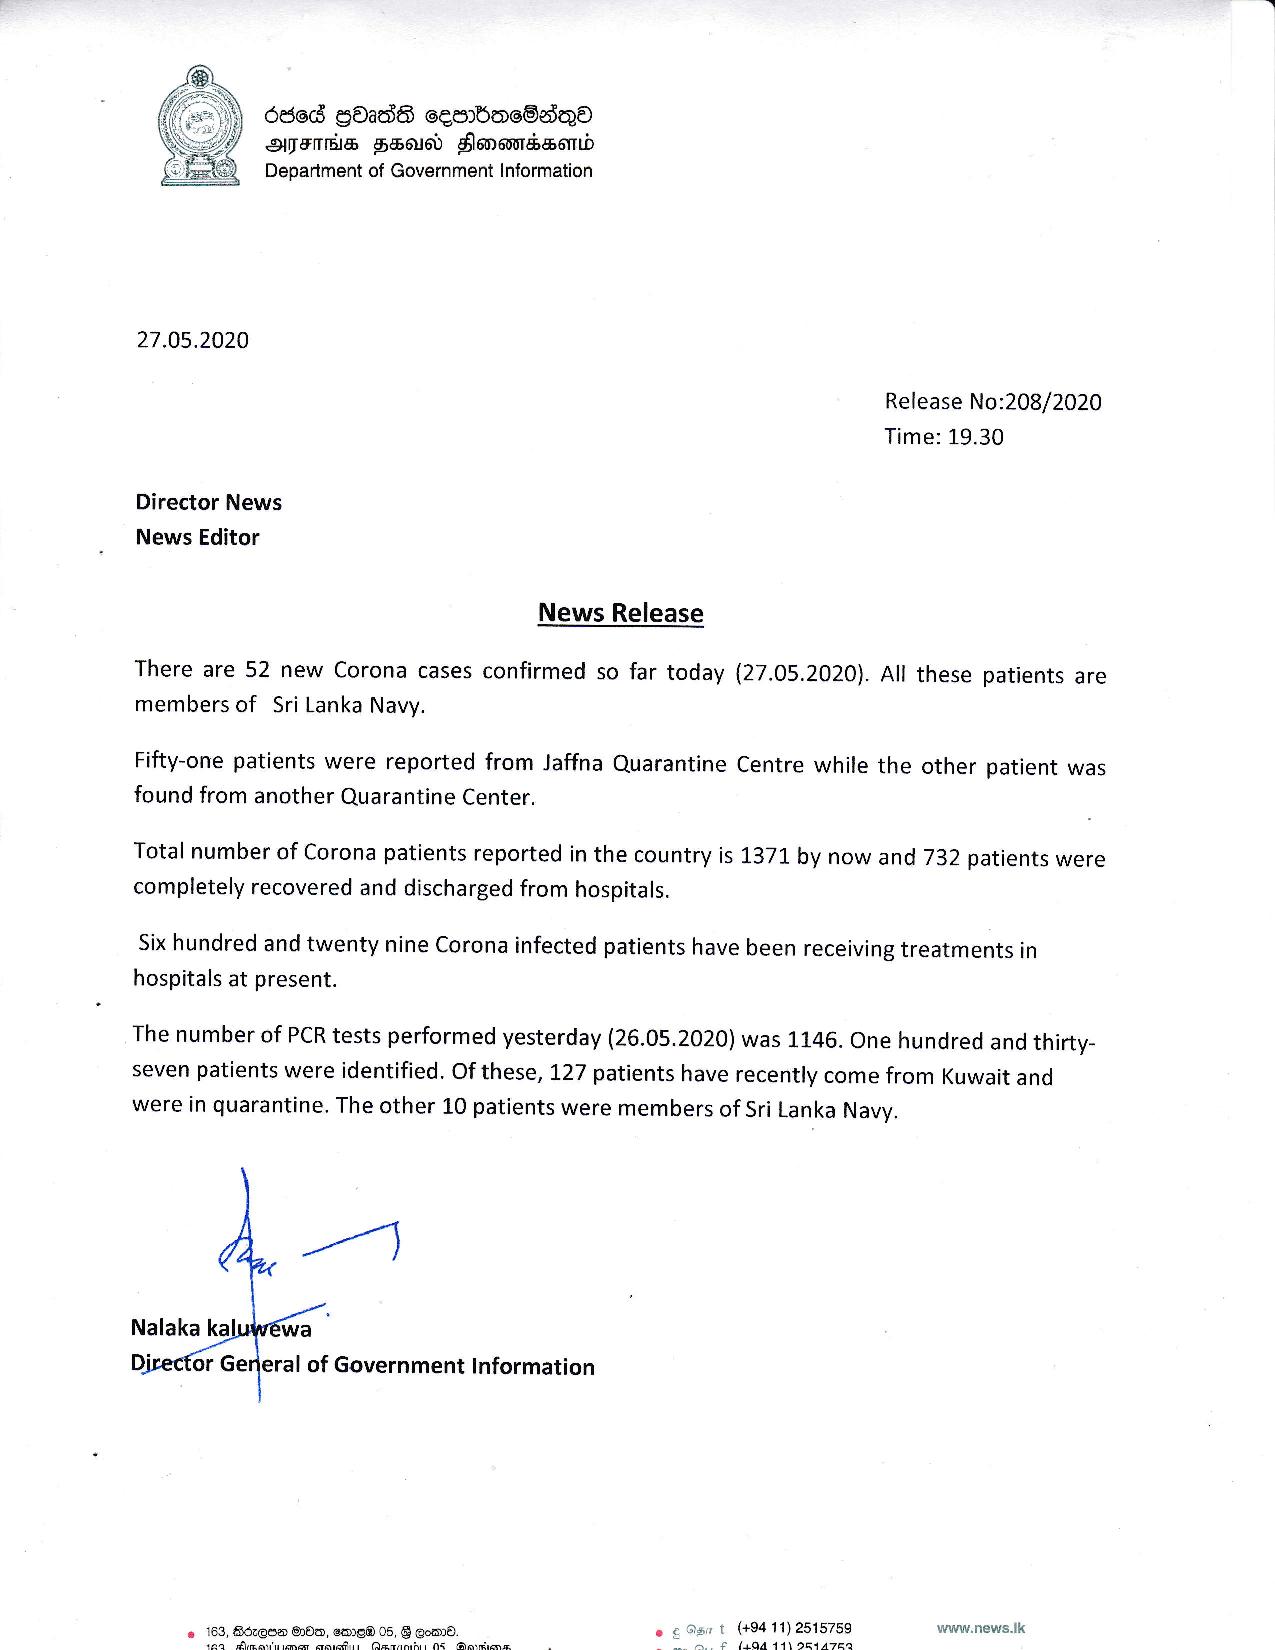 රජයේ ප්‍රවෘත්ති දෙපාර්තමේන්තුව
அரசாங்க தகவல் திணைக்களம்
Department of Government Information
27.05.2020
Release No:208/2020
Time: 19.30
Director News
News Editor
News Release
There are 52 new Corona cases confirmed so far today (27.05.2020). All these patients are
members of Sri Lanka Navy.
Fifty-one patients were reported from Jaffna Quarantine Centre while the other patient was
found from another Quarantine Center.
Total number of Corona patients reported in the country is 1371 by now and 732 patients were
completely recovered and discharged from hospitals.
Six hundred and twenty nine Corona infected patients have been receiving treatments in
hospitals at present.
The number of PCR tests performed yesterday (26.05.2020) was 1146. One hundred and thirty-
seven patients were identified. Of these, 127 patients have recently come from Kuwait and
were in quarantine. The other 10 patients were members of Sri Lanka Navy.
Nalaka kaluwewa
Director General of Government Information
163, කිරුලපන මාවත, කොළඹ 05, ශ්‍රී ලංකාව.
දු தொ t (+94 11) 2515759
www.news.lk
163, 05, இலங்கை
f (+94 11) 2514753